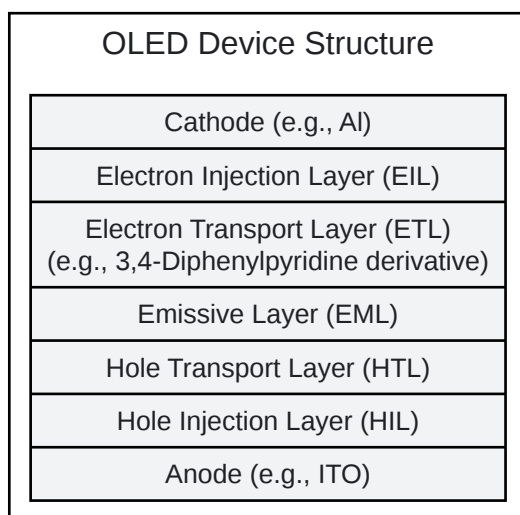 OLED Device Structure
Cathode (e.g., Al)
Electron Injection Layer (EIL)
Electron Transport Layer (ETL)
(e.g., 3,4-Diphenylpyridine derivative)
Emissive Layer (EML)
Hole Transport Layer (HTL)
Hole Injection Layer (HIL)
Anode (e.g., ITO)